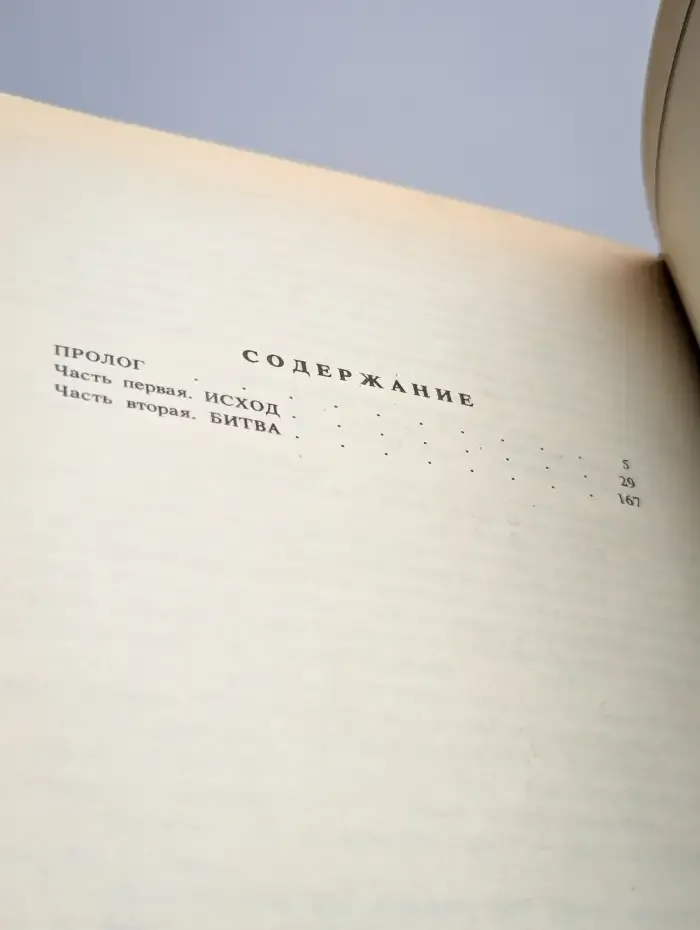 СОДЕРЖАНИЕ
ПРОЛОГ . . . . . . . . . 5
Часть первая. ИСХОД . . . . . . . 29
Часть вторая. БИТВА . . . . . . . 167